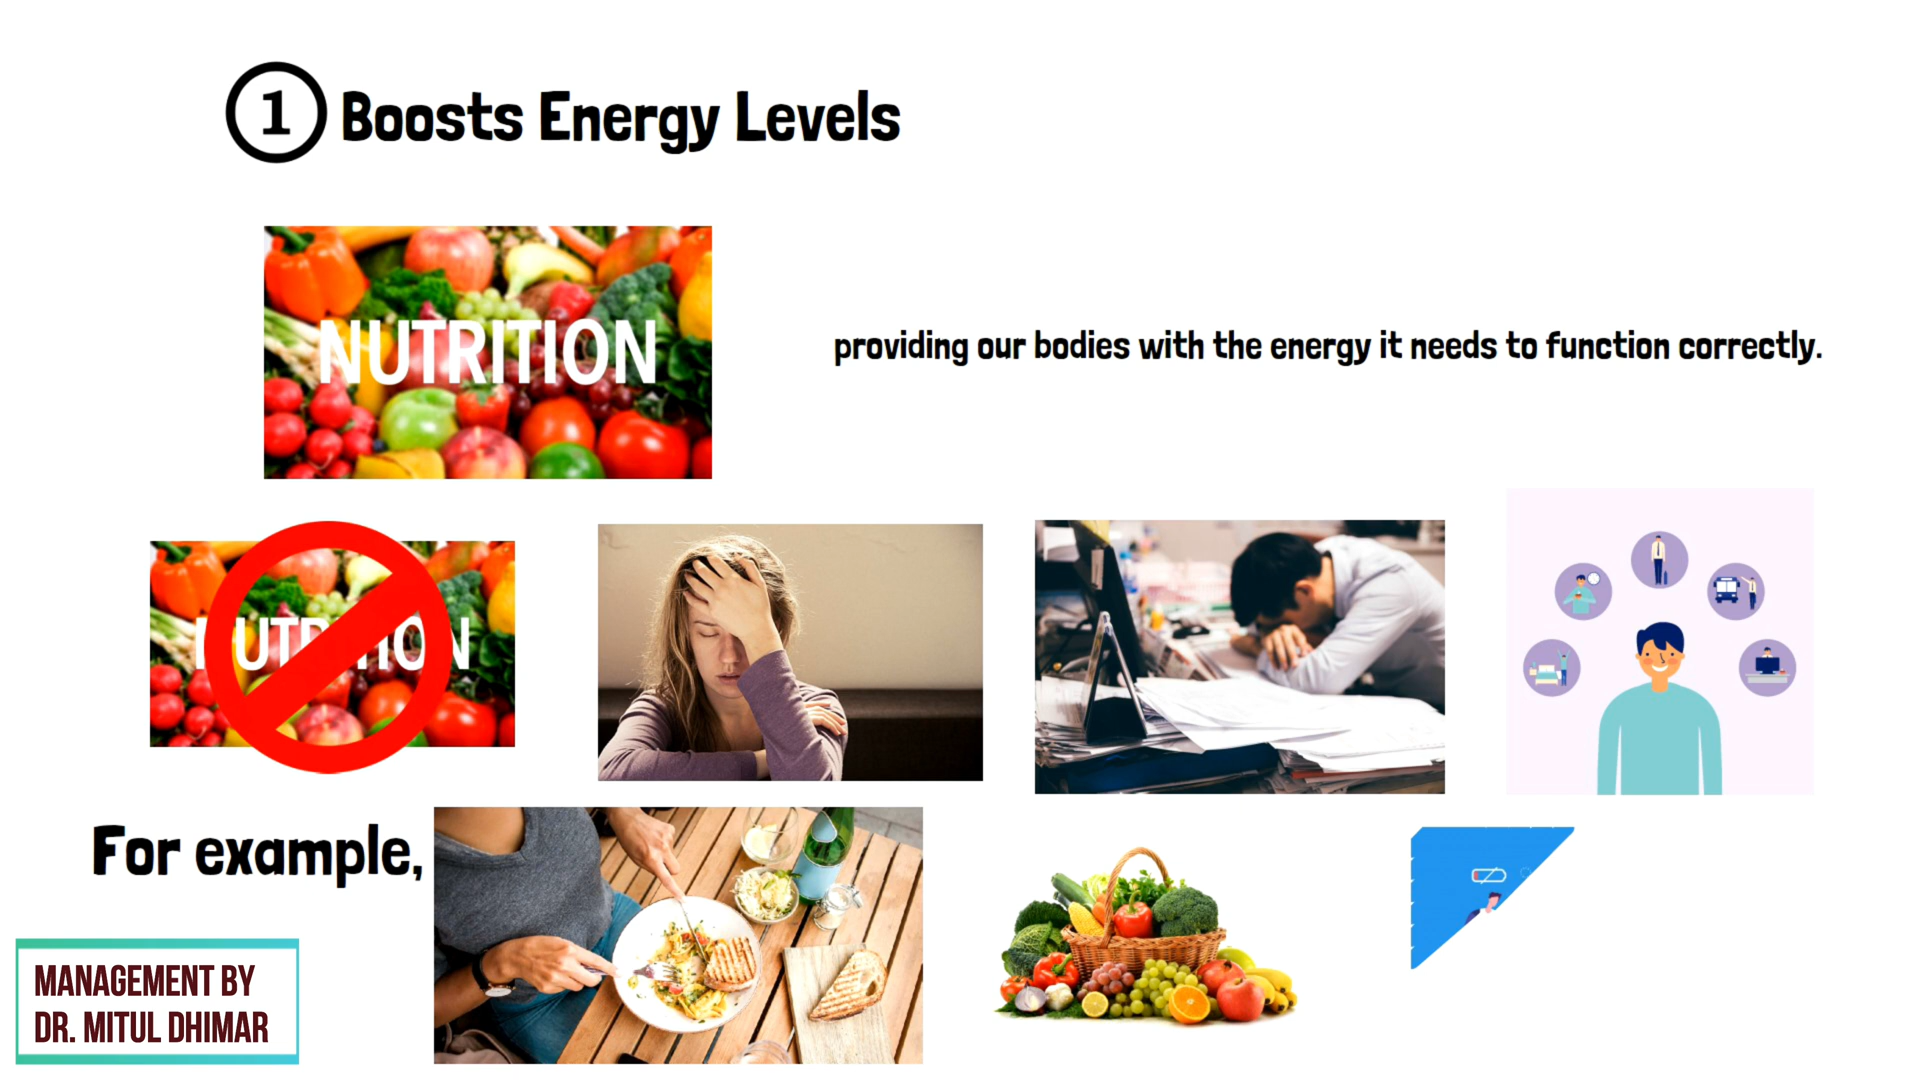 1 Boosts Energy Levels
NUTRITION
providing our bodies with the energy it needs to function correctly.
NUTRITION
For example,
MANAGEMENT BY
DR. MITUL DHIMAR